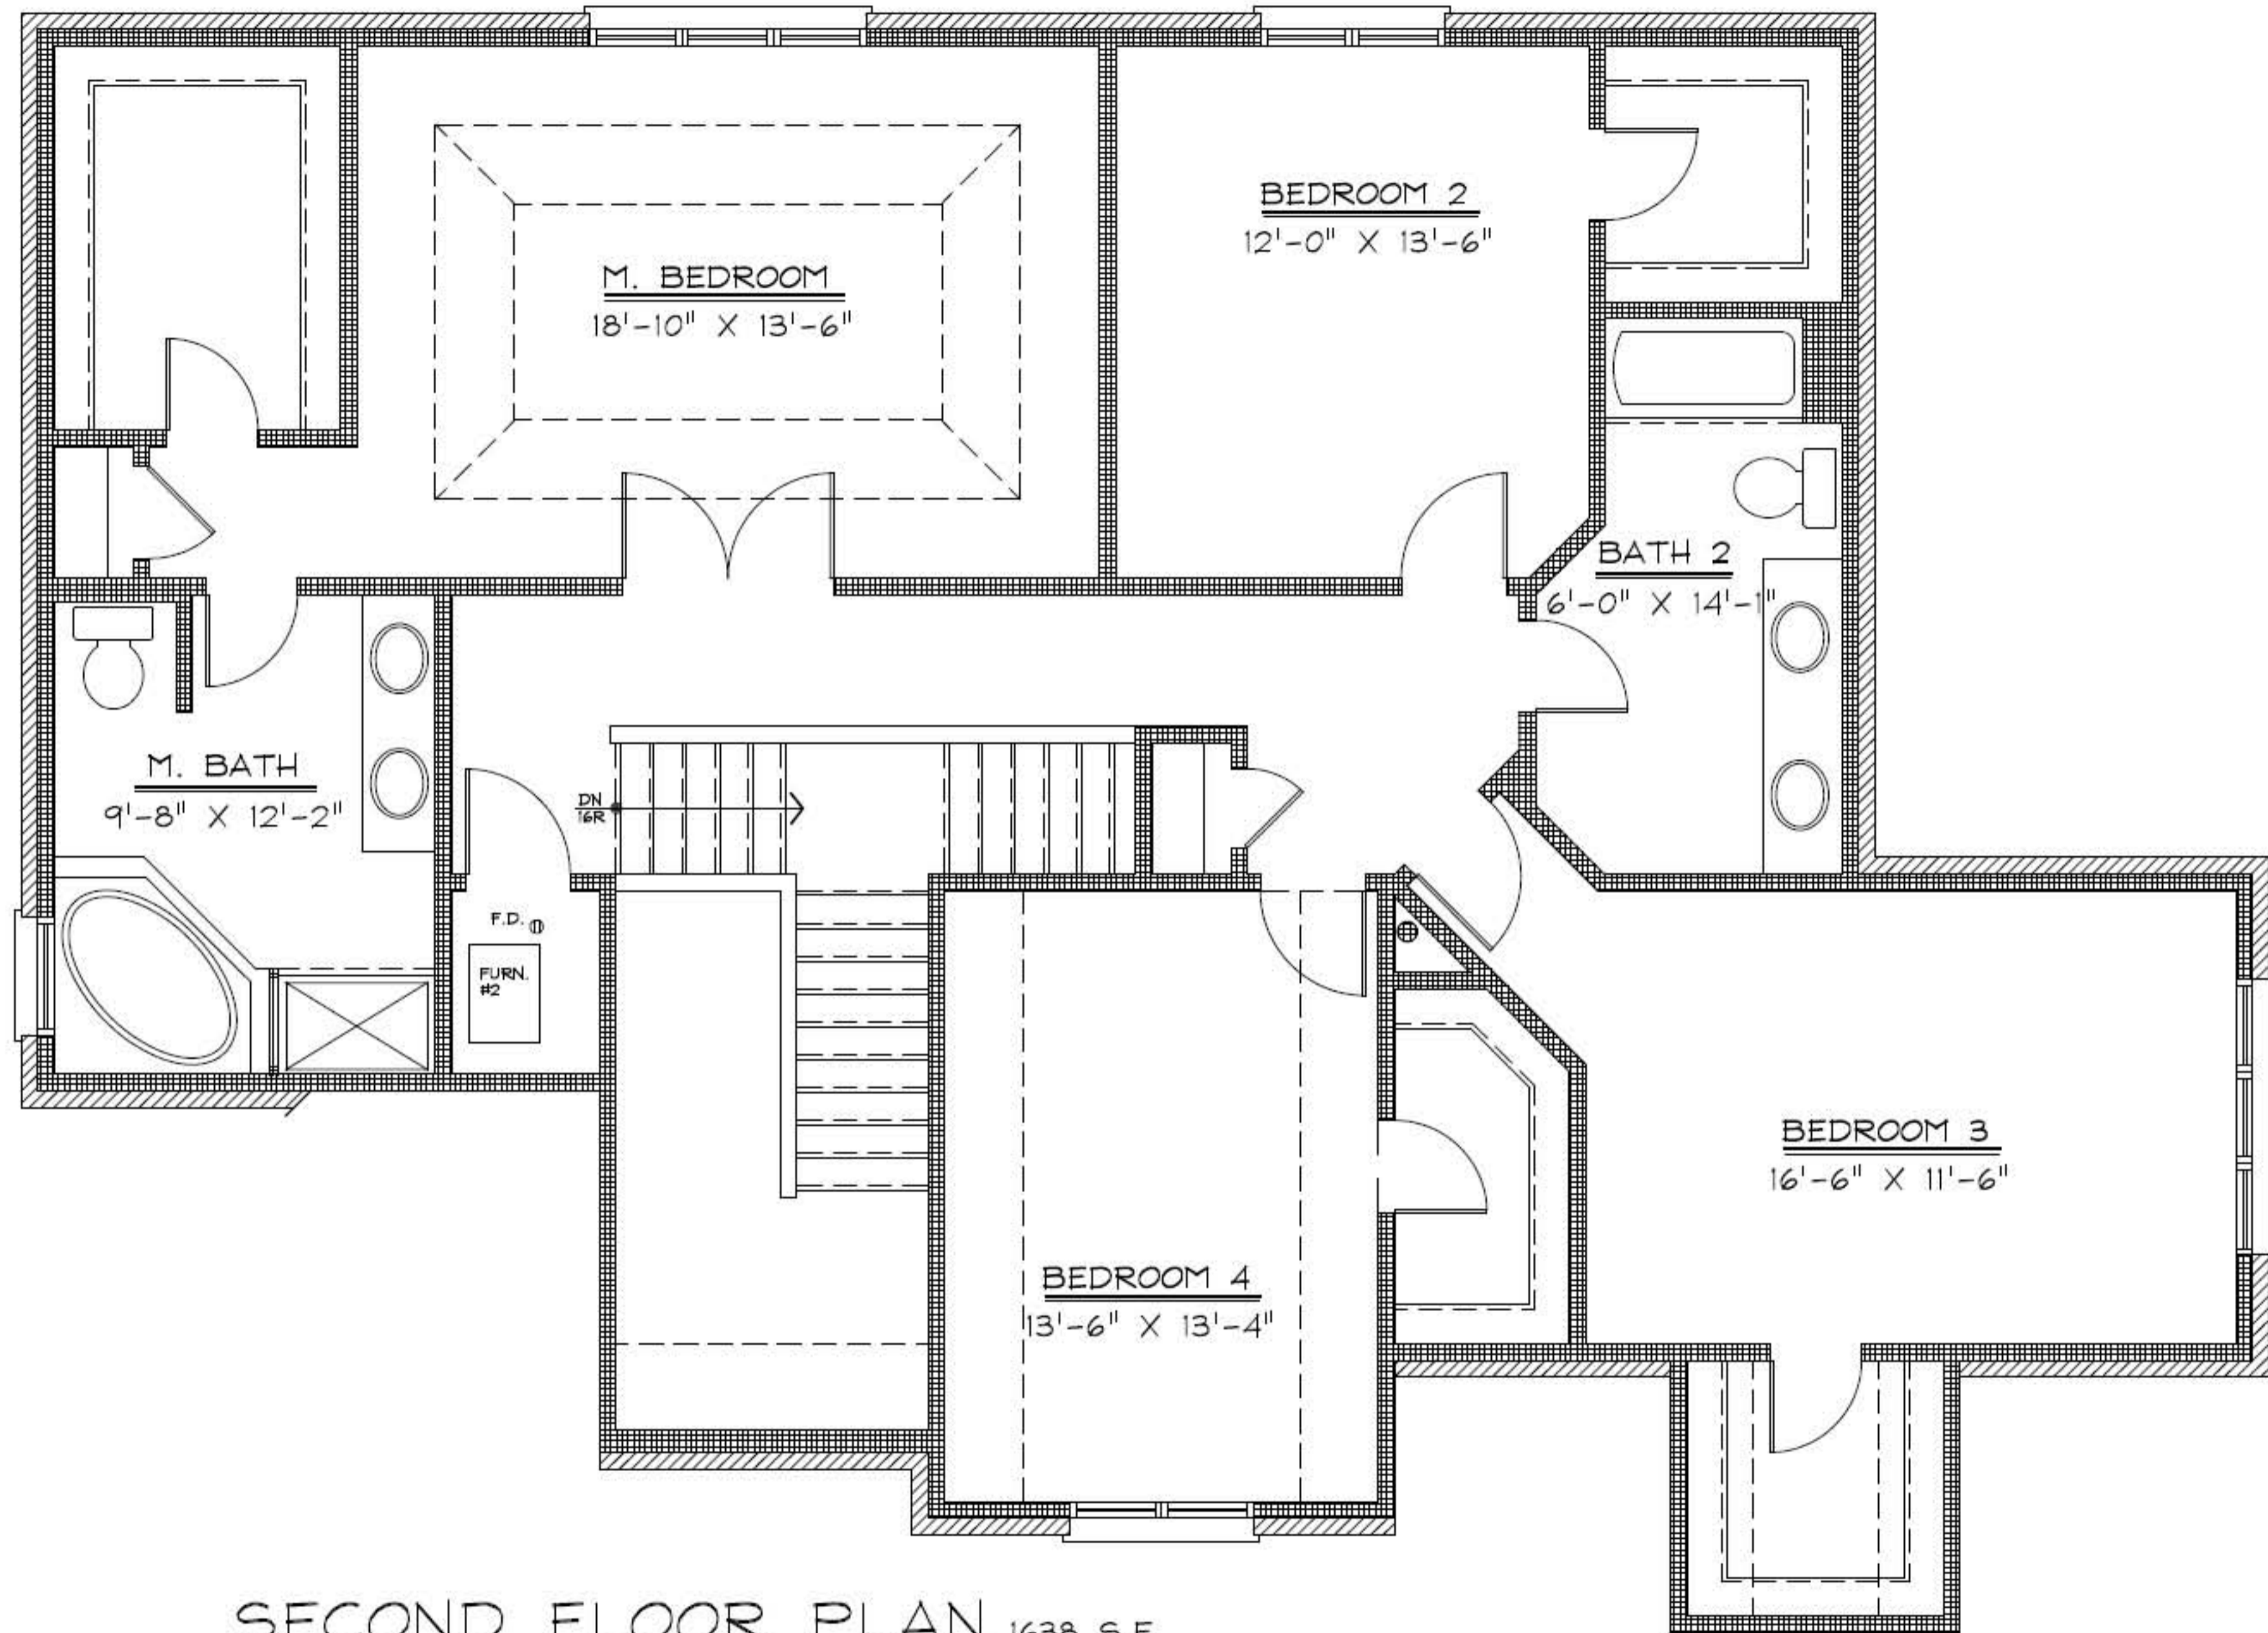 BEDROOM 2
12'-0" X 13'-6"
M. BEDROOM
18'-10" X 13'-6"
BATH 2
6'-0" X 14'-1"
M. BATH
9'-8" X 12'-2"
DN
16R
F.D.
FURN.
#2
BEDROOM 3
16'-6" X 11'-6"
BEDROOM 4
13'-6" X 13'-4"
SECOND FLOOR PLAN 1638 S.F.